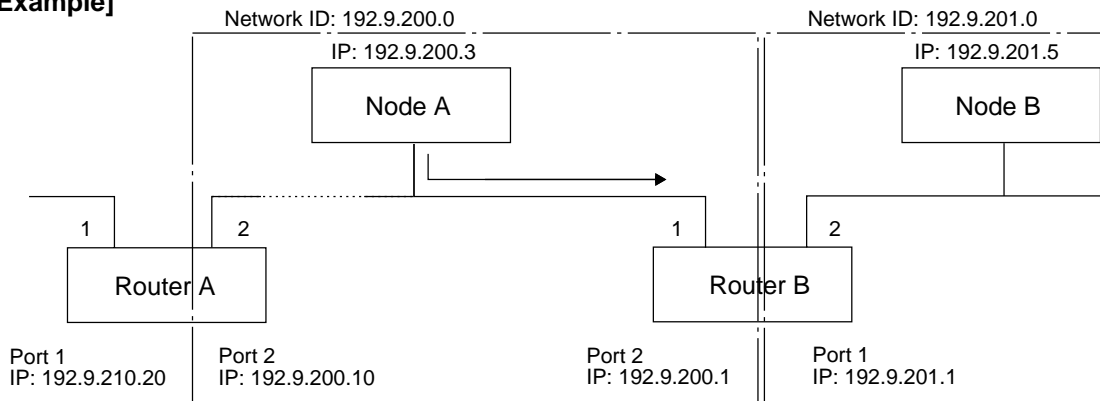 Example]
Network ID: 192.9.200.0
Network ID: 192.9.201.0
IP: 192.9.200.3
IP: 192.9.201.5
Node A
Node B
1
2
1
2
Router A
Router B
Port 1
IP: 192.9.210.20
Port 2
IP: 192.9.200.10
Port 2
IP: 192.9.200.1
Port 1
IP: 192.9.201.1